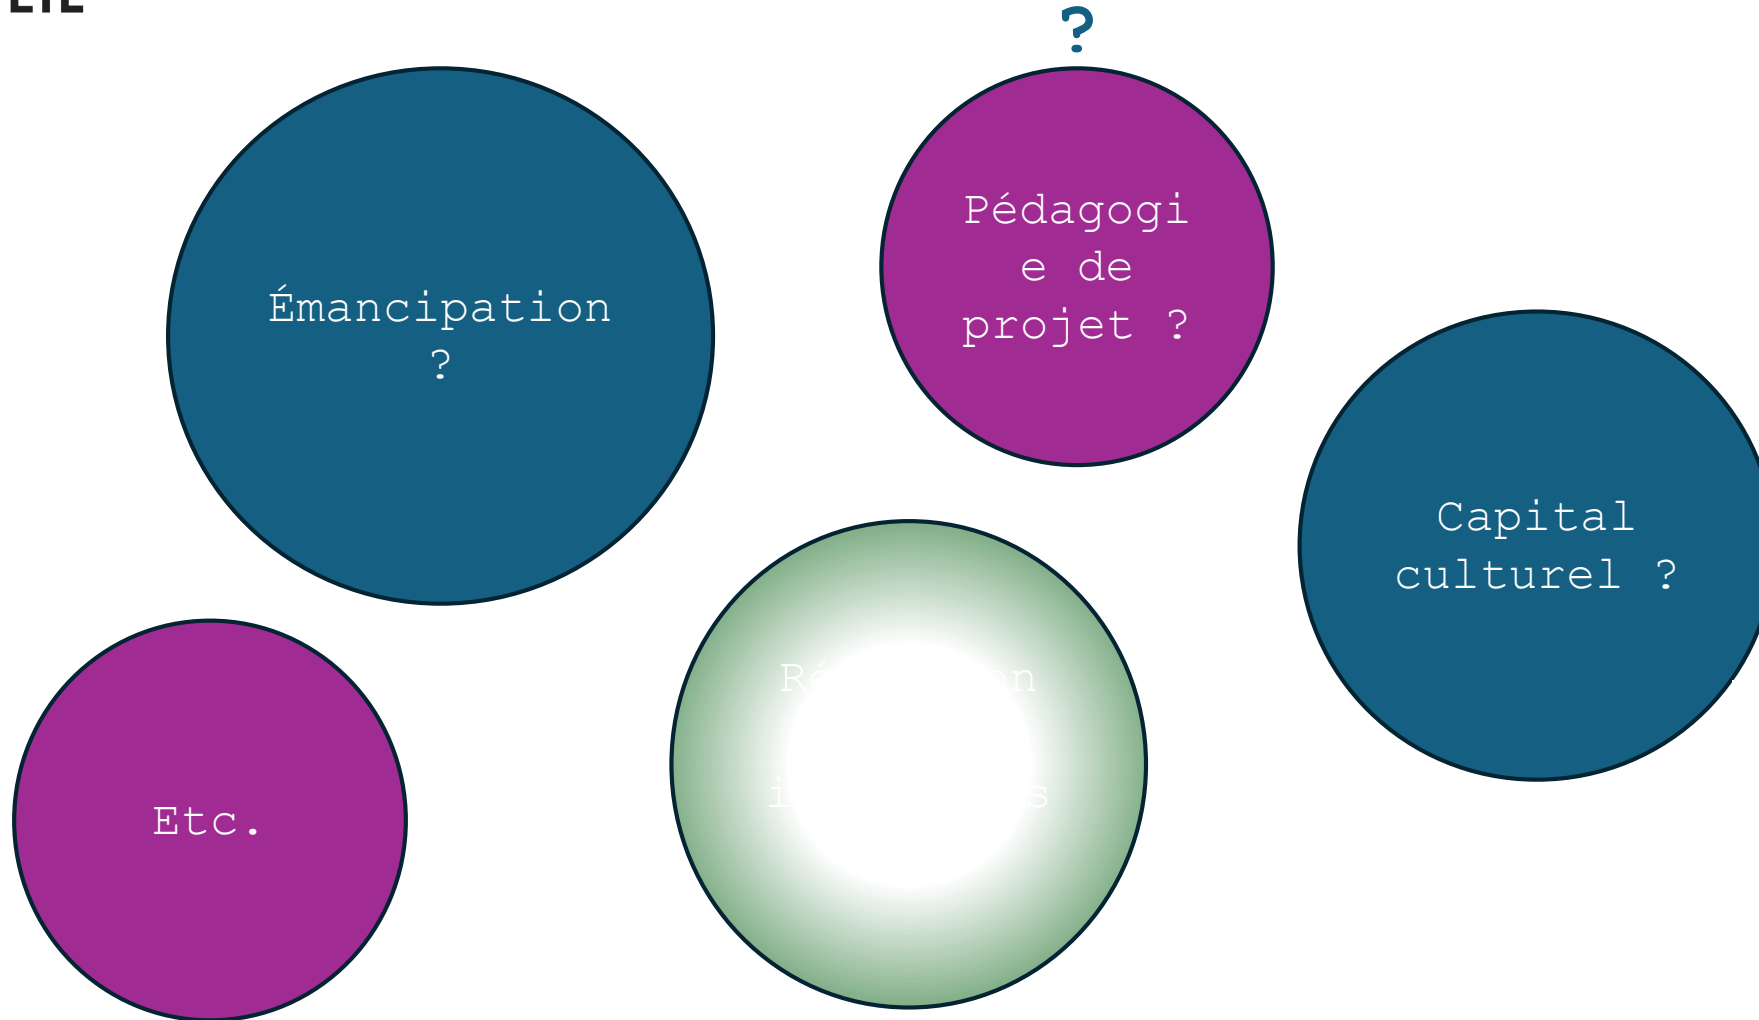 ?
Émancipation
?
Pédagogi
e de
projet ?
Capital
culturel ?
Etc.